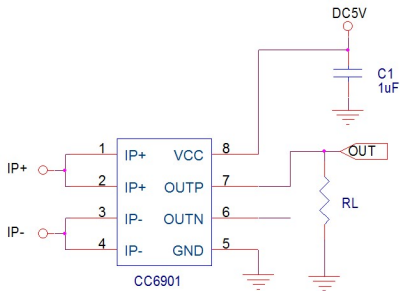 DC5V
C1
1uF
1 IP+ VCC 8
IP+
2 IP+ OUTP 7
OUT
3 IP- OUTN 6
RL
IP-
4 IP- GND 5
CC6901